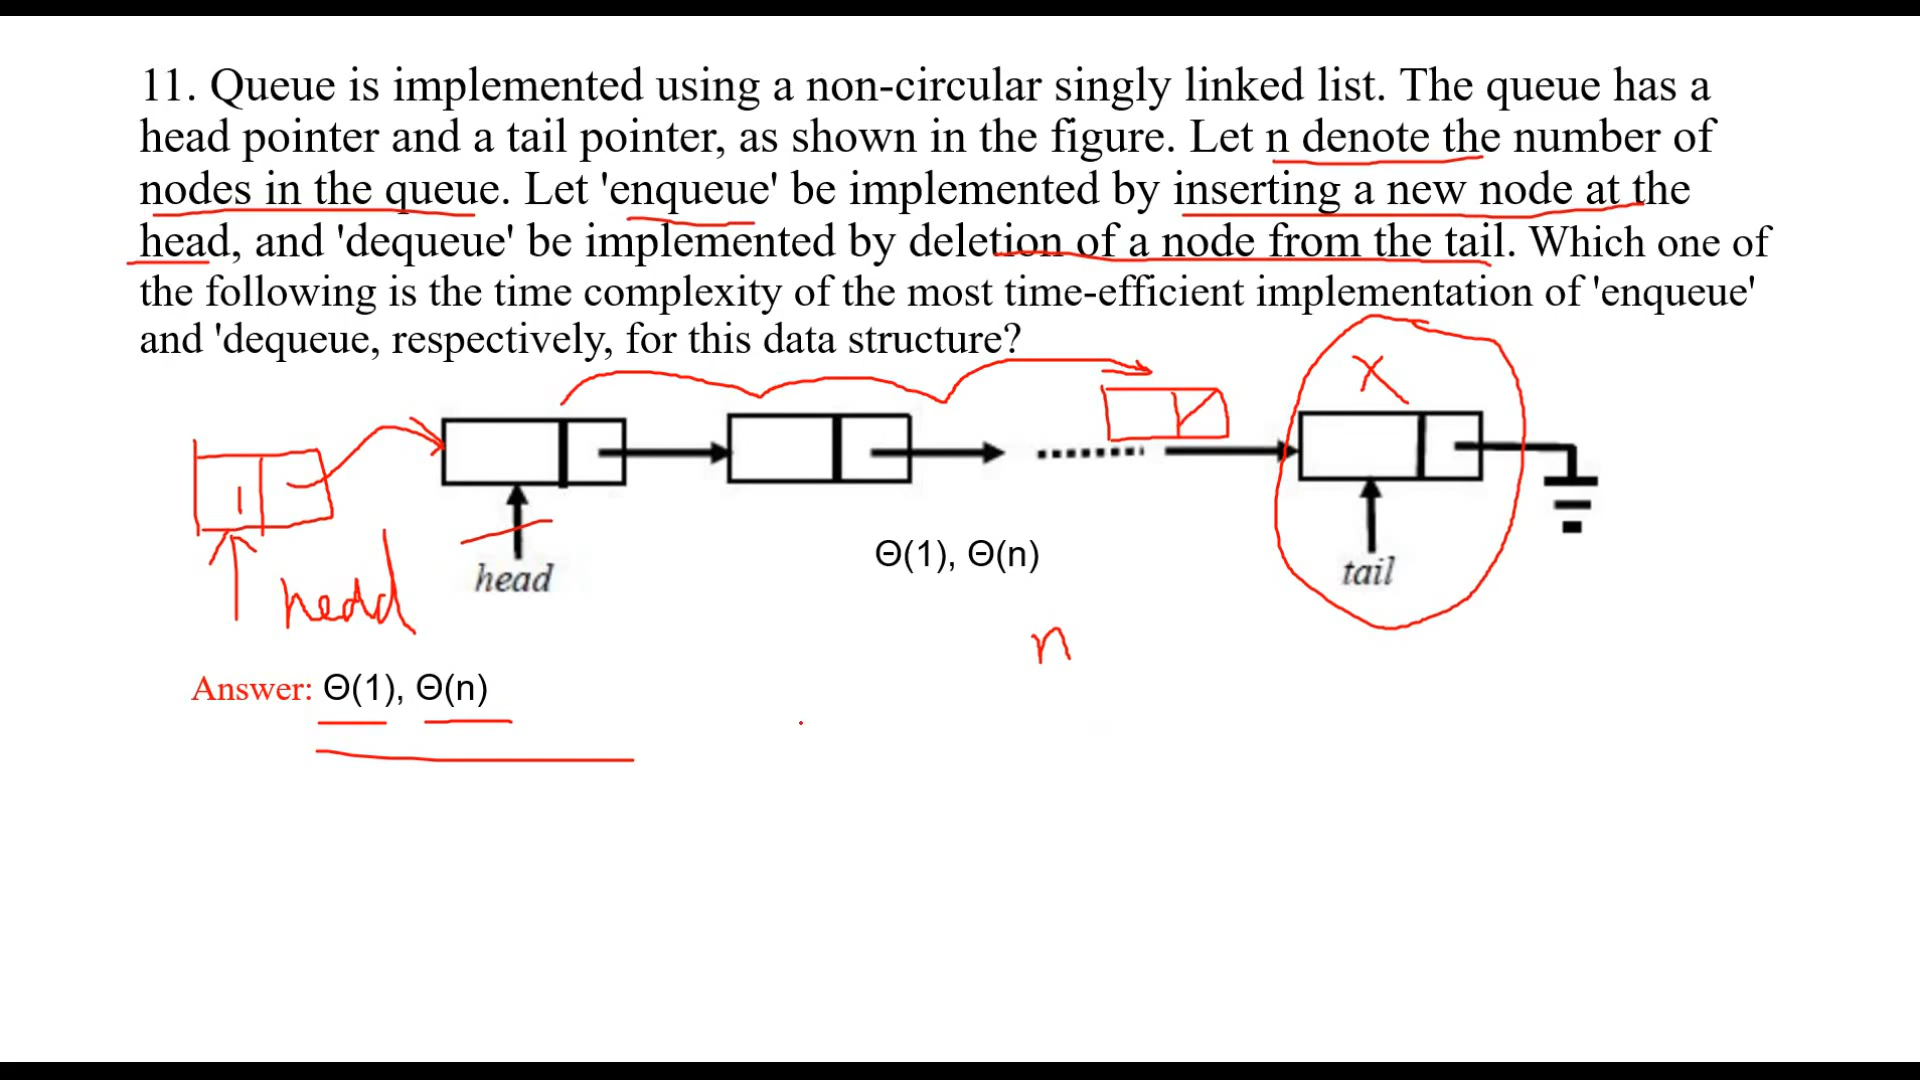 11. Queue is implemented using a non-circular singly linked list. The queue has a
head pointer and a tail pointer, as shown in the figure. Let n denote the number of
nodes in the queue. Let 'enqueue' be implemented by inserting a new node at the
head, and 'dequeue' be implemented by deletion of a node from the tail. Which one of
the following is the time complexity of the most time-efficient implementation of 'enqueue'
and 'dequeue, respectively, for this data structure?
X
1
head
head
Θ(1), Θ(n)
tail
n
Answer: Θ(1), Θ(n)